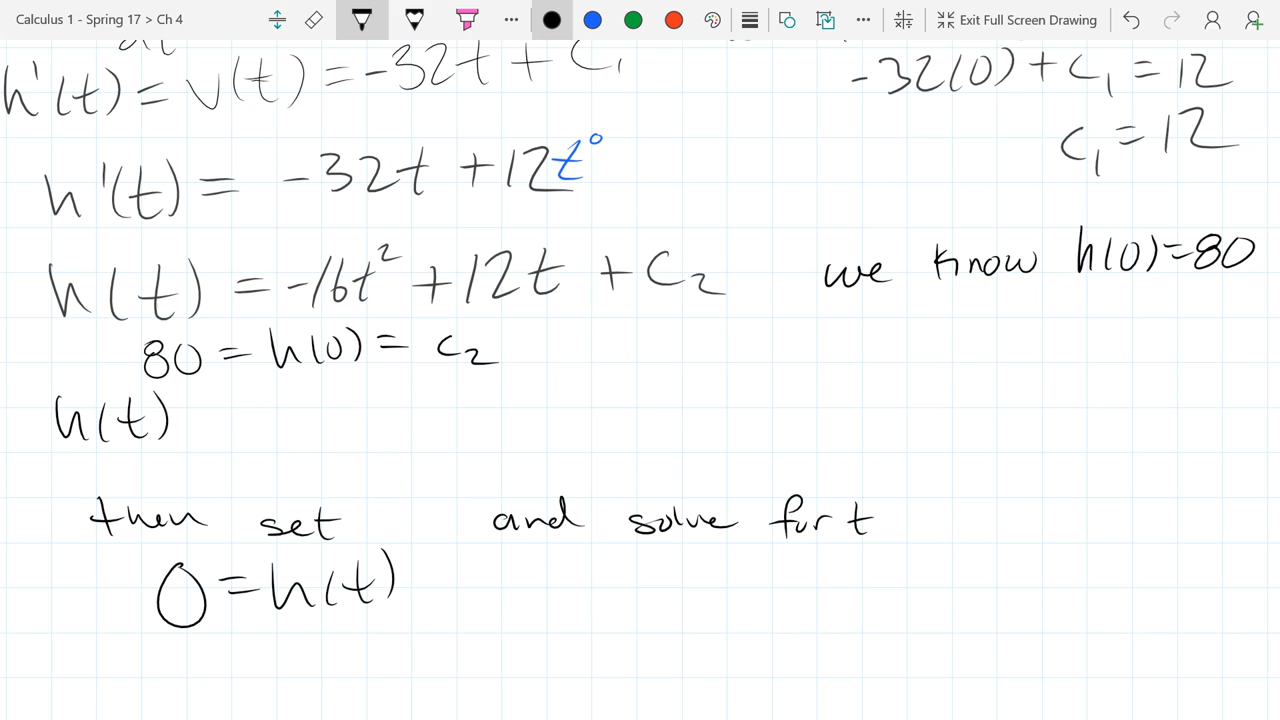 Calculus 1 - Spring 17 > Ch 4
Exit Full Screen Drawing
h'(t) = v(t) = -32t + C₁
-32(0) + C₁ = 12
C₁ = 12
h'(t) = -32t + 12t⁰
we know h(0)=80
h(t) = -16t² + 12t + C₂
80 = h(0) = C₂
h(t)
then set and solve for t
0 = h(t)